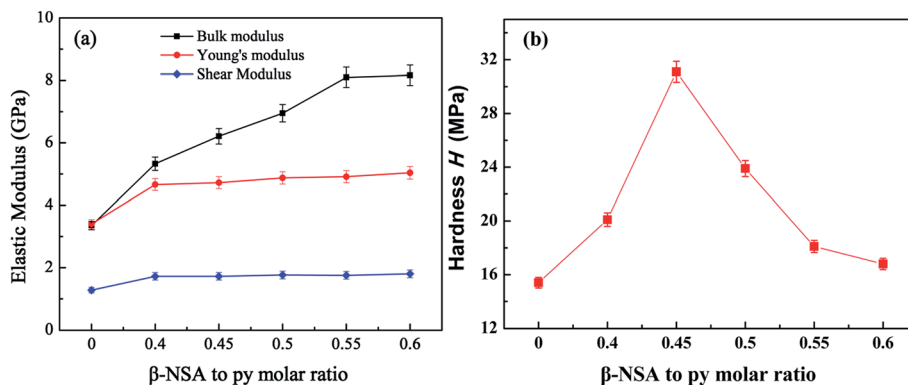 (a)
Bulk modulus
Young's modulus
Shear Modulus
Elastic Modulus (GPa)
10
8
6
4
2
0
0 0.4 0.45 0.5 0.55 0.6
β-NSA to py molar ratio
(b)
Hardness H (MPa)
32
28
24
20
16
12
0 0.4 0.45 0.5 0.55 0.6
β-NSA to py molar ratio